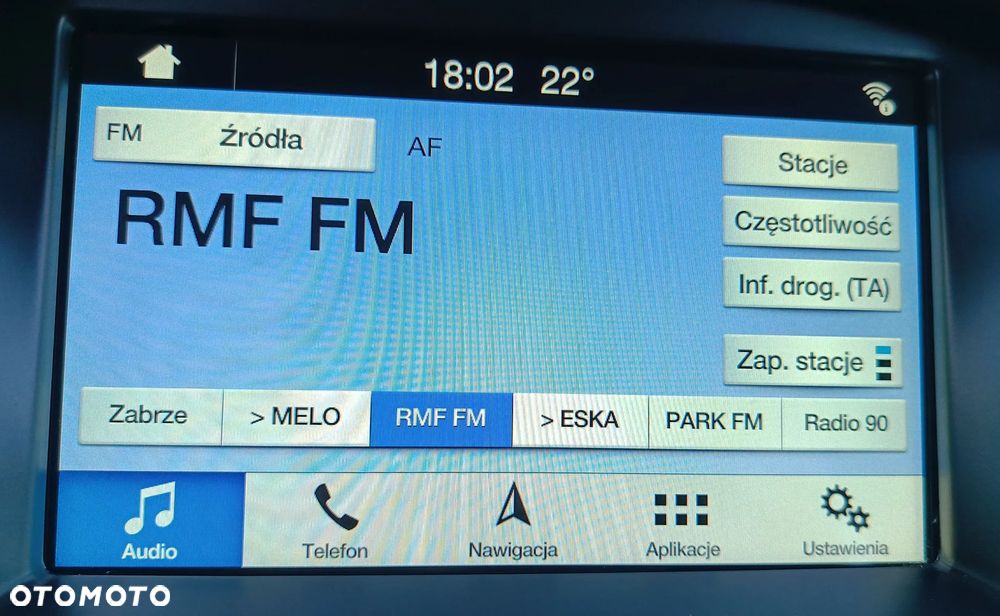 18:02 22°
FM Źródła AF
RMF FM
Stacje
Częstotliwość
Inf. drog. (TA)
Zap. stacje
Zabrze > MELO RMF FM > ESKA PARK FM Radio 90
Audio Telefon Nawigacja Aplikacje Ustawienia
OTOMOTO